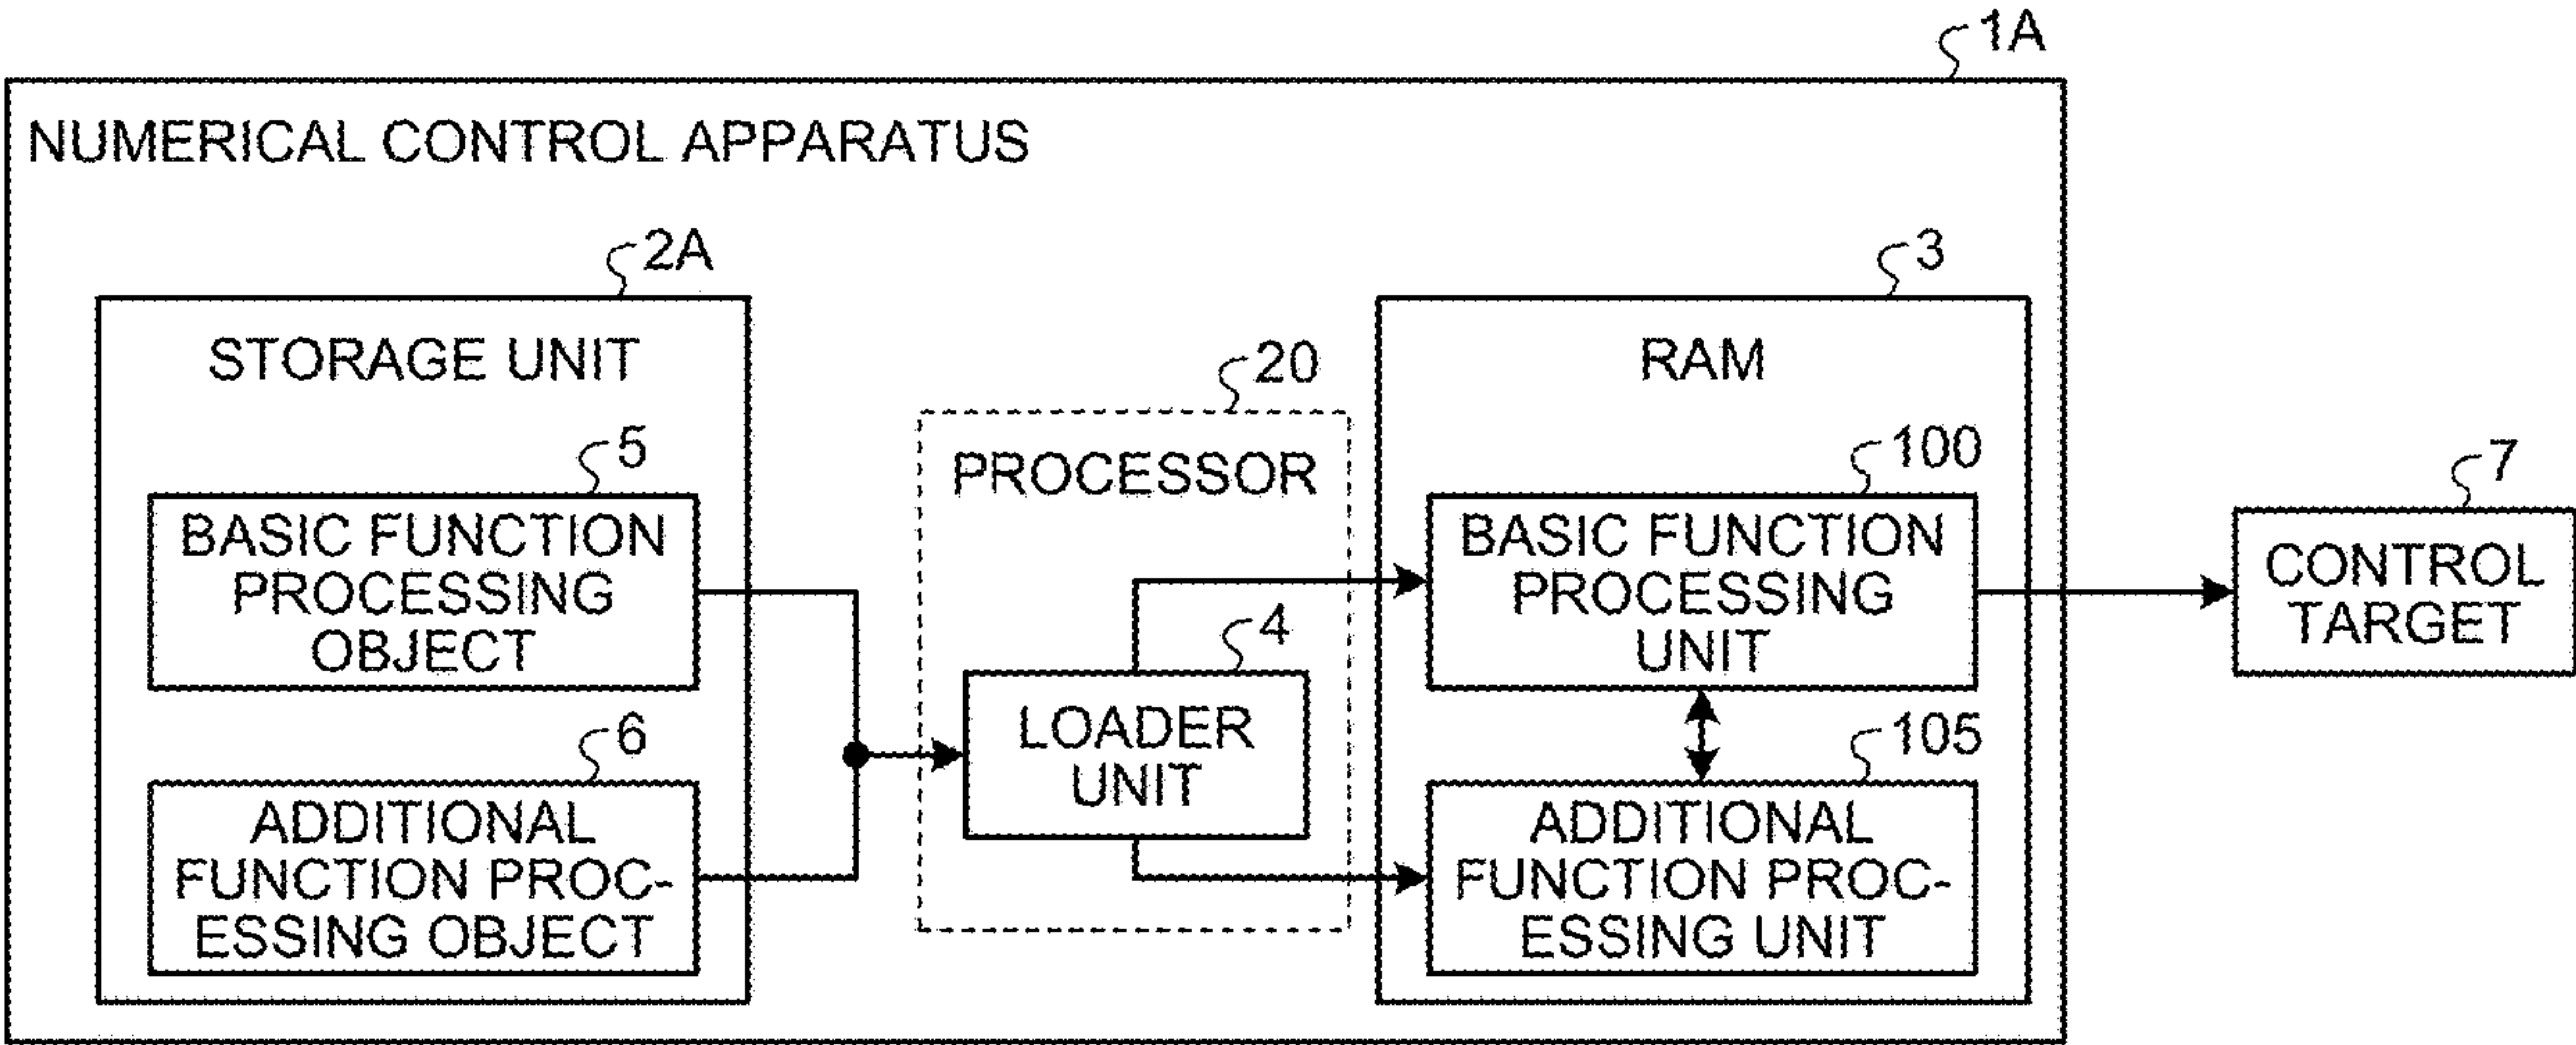 1A
NUMERICAL CONTROL APPARATUS
2A
STORAGE UNIT
5
BASIC FUNCTION
PROCESSING
OBJECT
6
ADDITIONAL
FUNCTION PROC-
ESSING OBJECT
20
PROCESSOR
4
LOADER
UNIT
3
RAM
100
BASIC FUNCTION
PROCESSING
UNIT
105
ADDITIONAL
FUNCTION PROC-
ESSING UNIT
7
CONTROL
TARGET